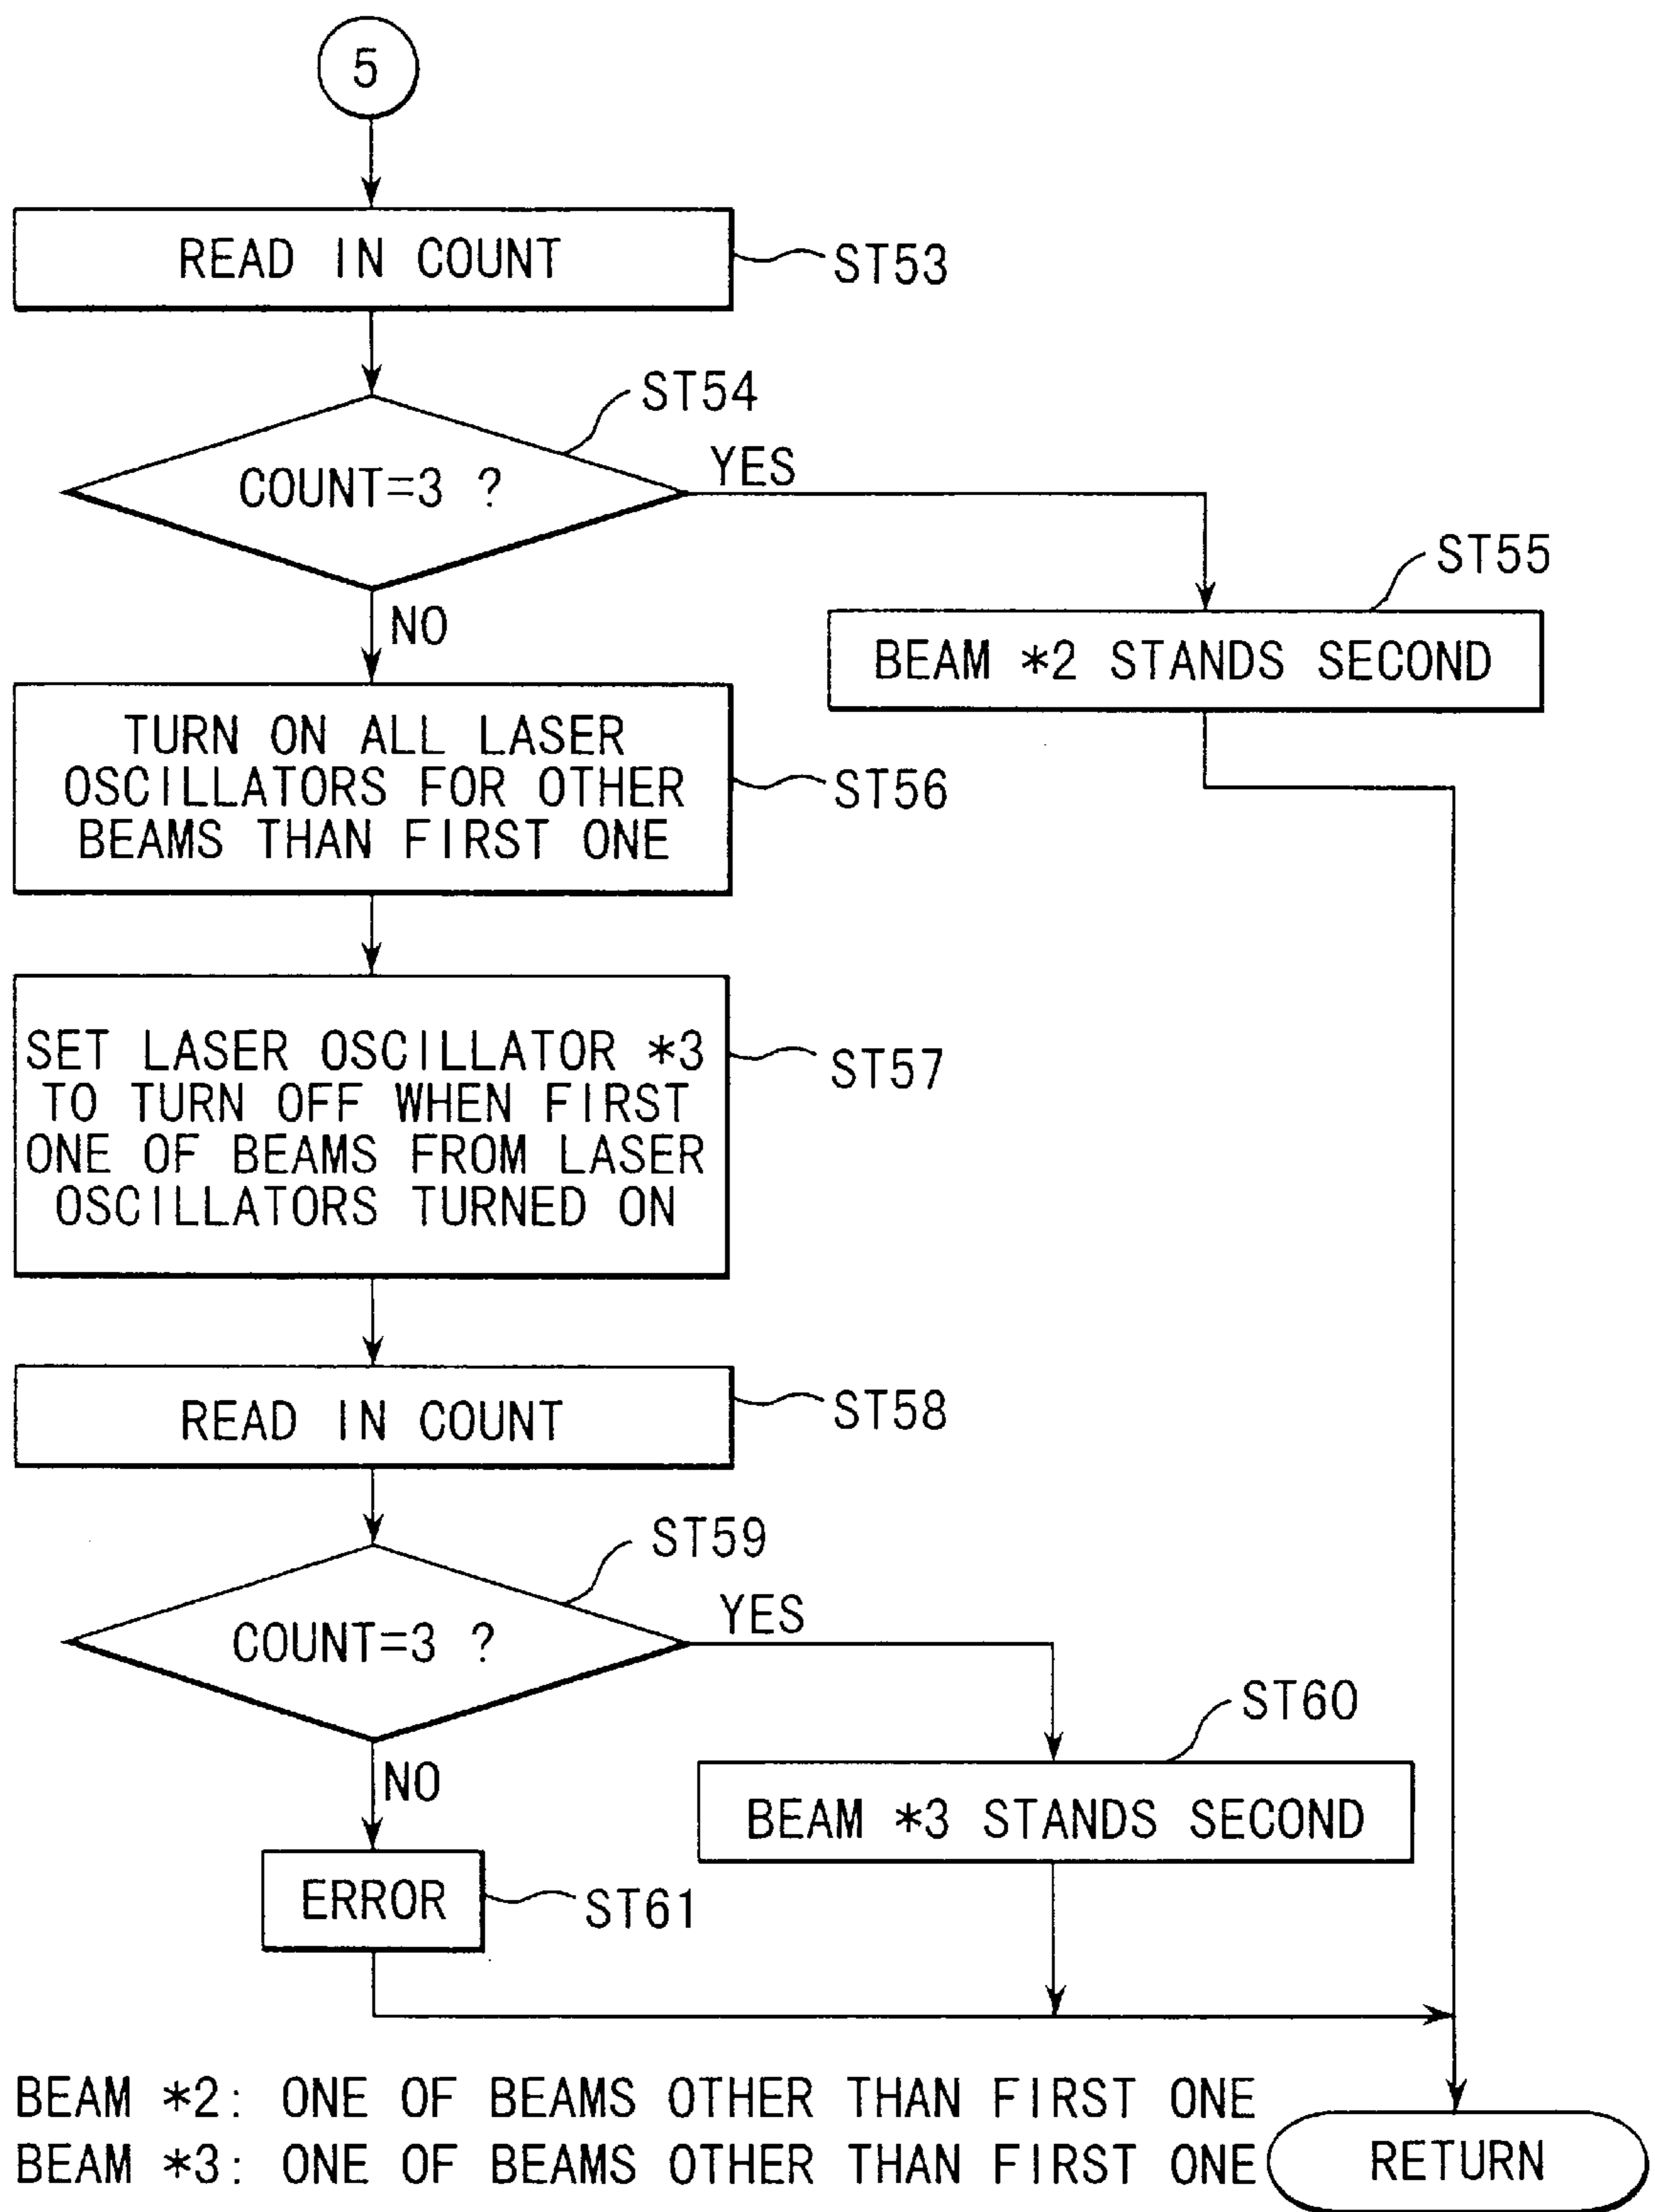 5
READ IN COUNT
ST53
ST54
COUNT=3 ?
YES
NO
ST55
BEAM *2 STANDS SECOND
TURN ON ALL LASER
OSCILLATORS FOR OTHER
BEAMS THAN FIRST ONE
ST56
SET LASER OSCILLATOR *3
TO TURN OFF WHEN FIRST
ONE OF BEAMS FROM LASER
OSCILLATORS TURNED ON
ST57
READ IN COUNT
ST58
ST59
COUNT=3 ?
YES
NO
ST60
BEAM *3 STANDS SECOND
ERROR
ST61
BEAM *2: ONE OF BEAMS OTHER THAN FIRST ONE
BEAM *3: ONE OF BEAMS OTHER THAN FIRST ONE
RETURN